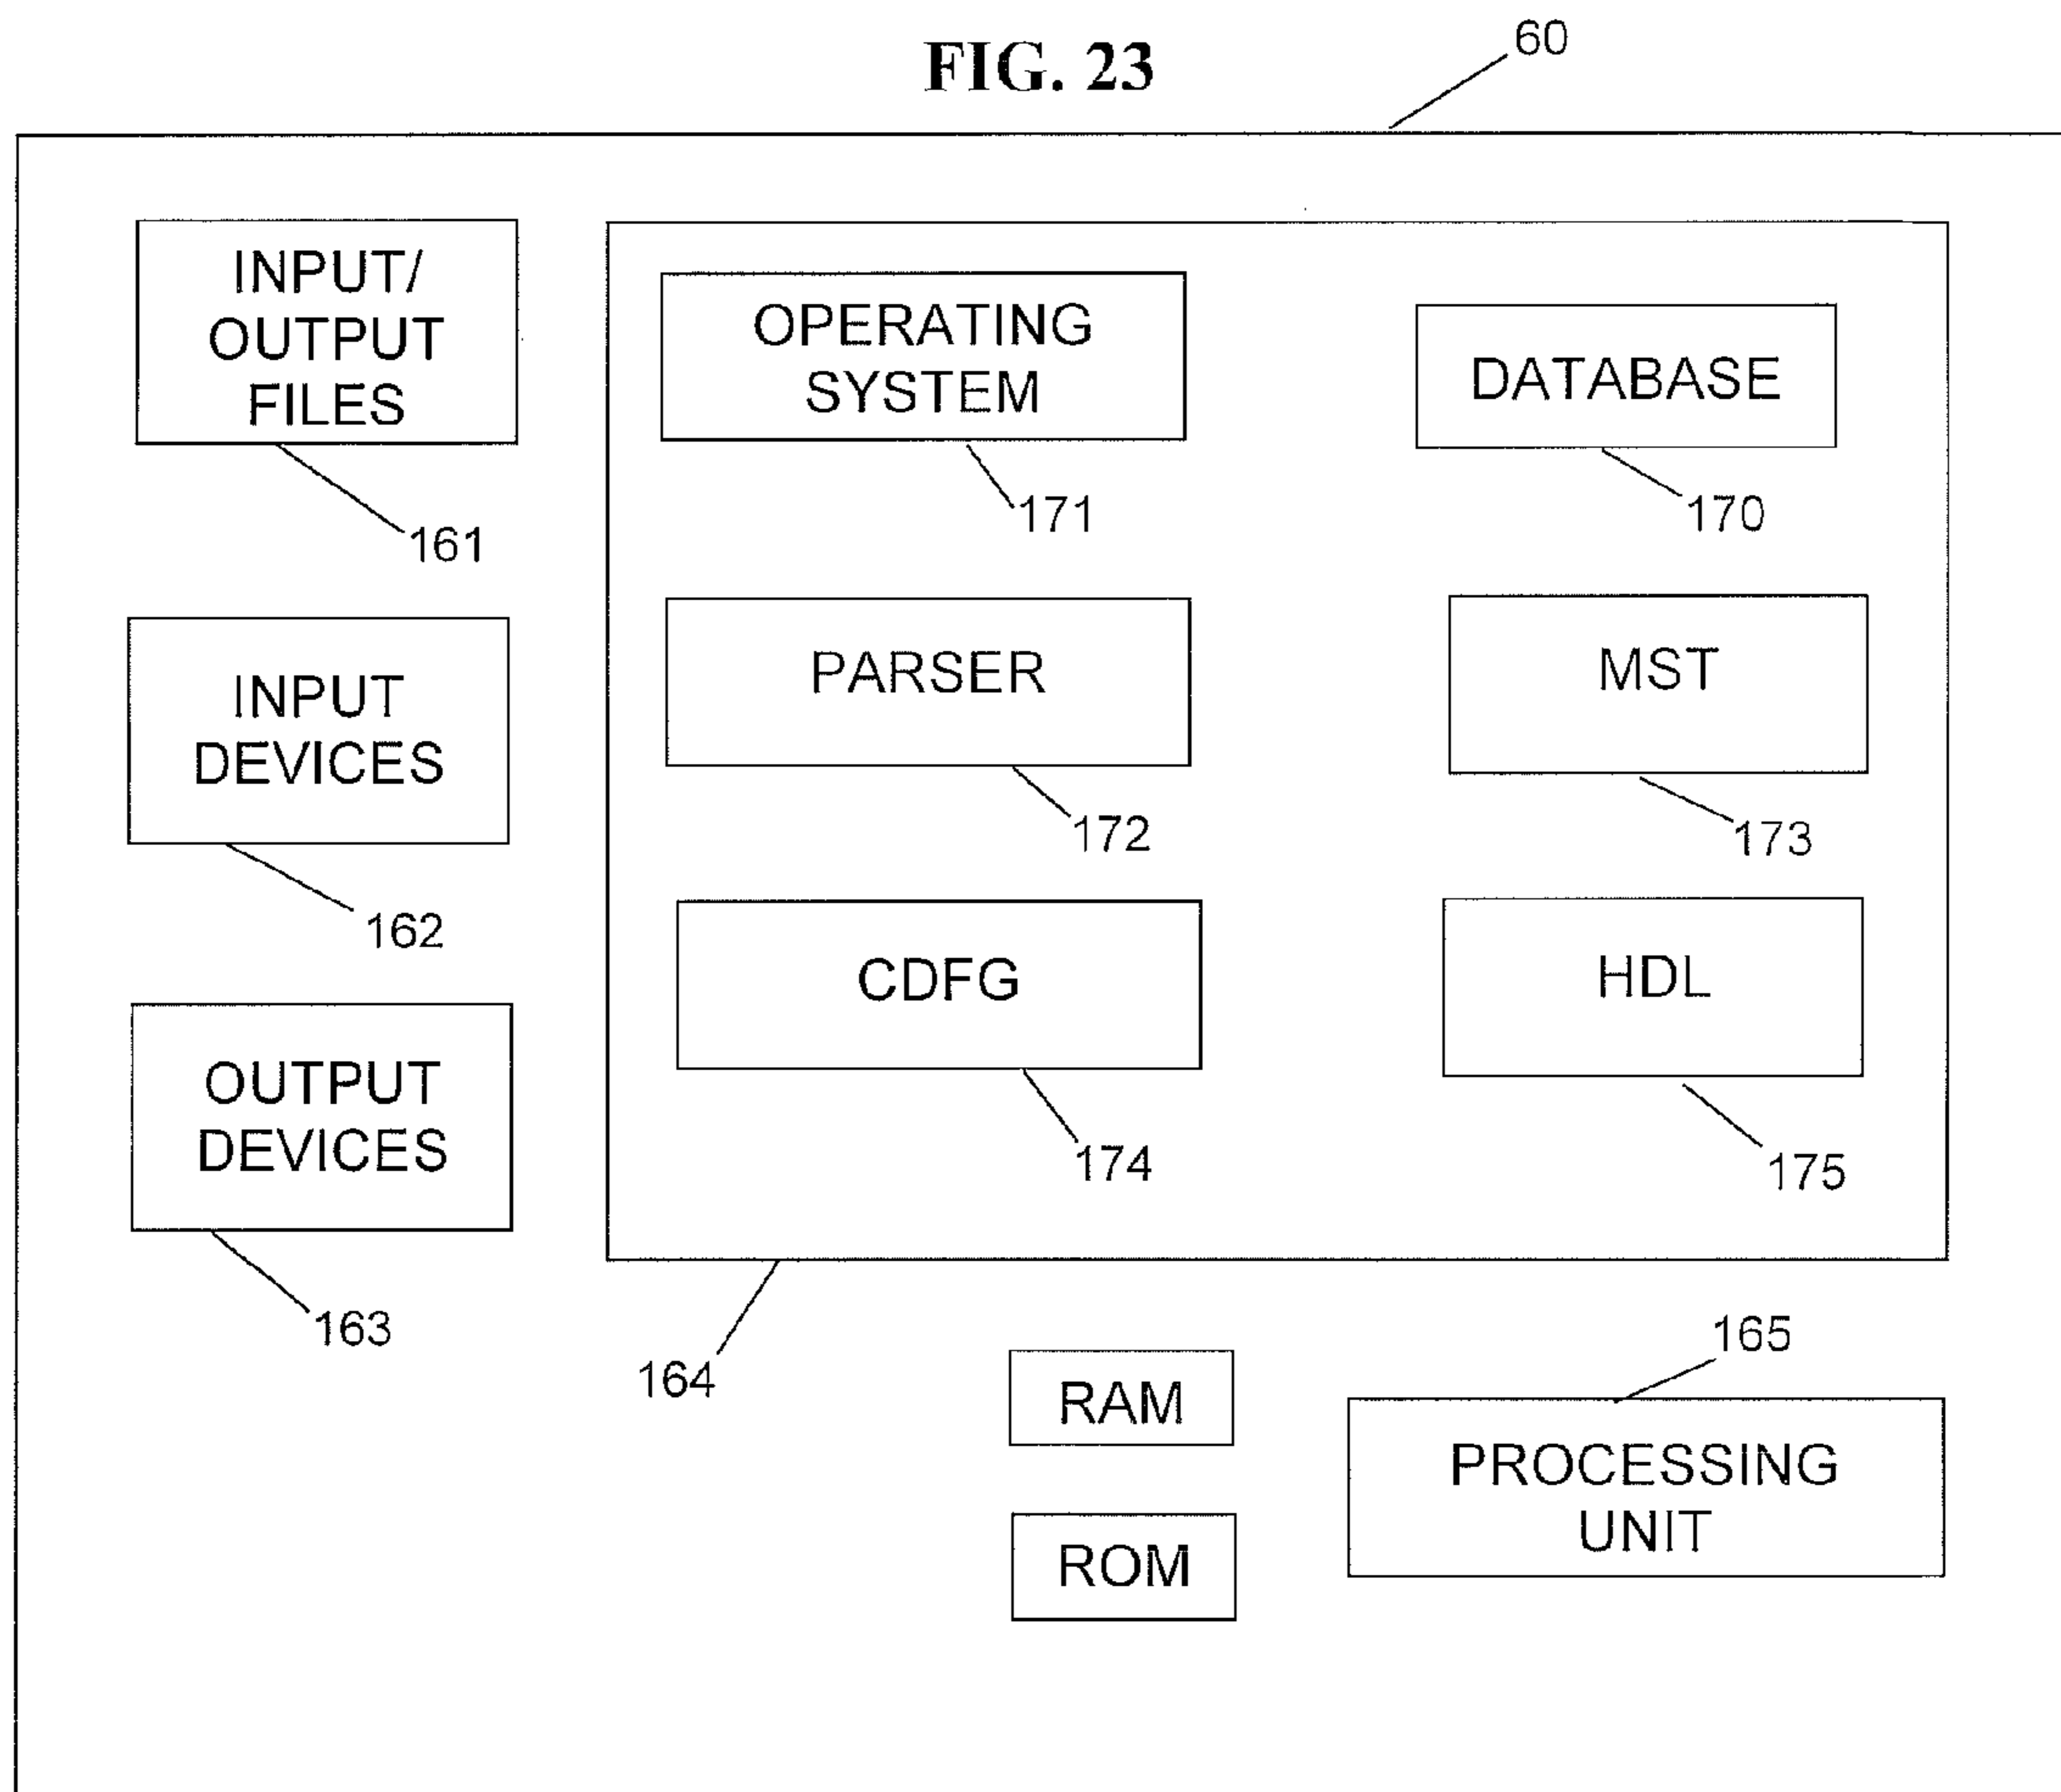 FIG. 23
60
INPUT/
OUTPUT
FILES
161
INPUT
DEVICES
162
OUTPUT
DEVICES
163
OPERATING
SYSTEM
171
DATABASE
170
PARSER
172
MST
173
CDFG
174
HDL
175
164
RAM
ROM
165
PROCESSING
UNIT